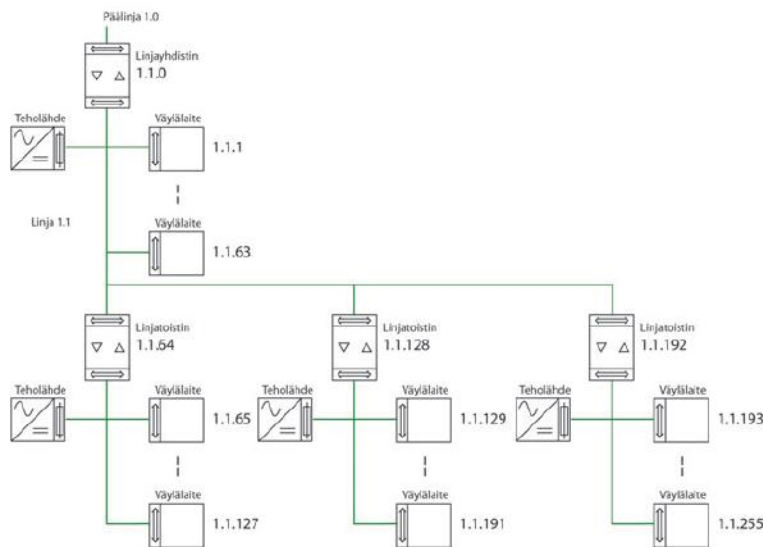 Päälinja 1.0
Linjayhdistin
1.1.0
Teholähde
Väylälaite
1.1.1
Linja 1.1
Väylälaite
1.1.63
Linjatoistin
1.1.64
Linjatoistin
1.1.128
Linjatoistin
1.1.192
Teholähde
Väylälaite
1.1.65
Teholähde
Väylälaite
1.1.129
Teholähde
Väylälaite
1.1.193
Väylälaite
1.1.127
Väylälaite
1.1.191
Väylälaite
1.1.255